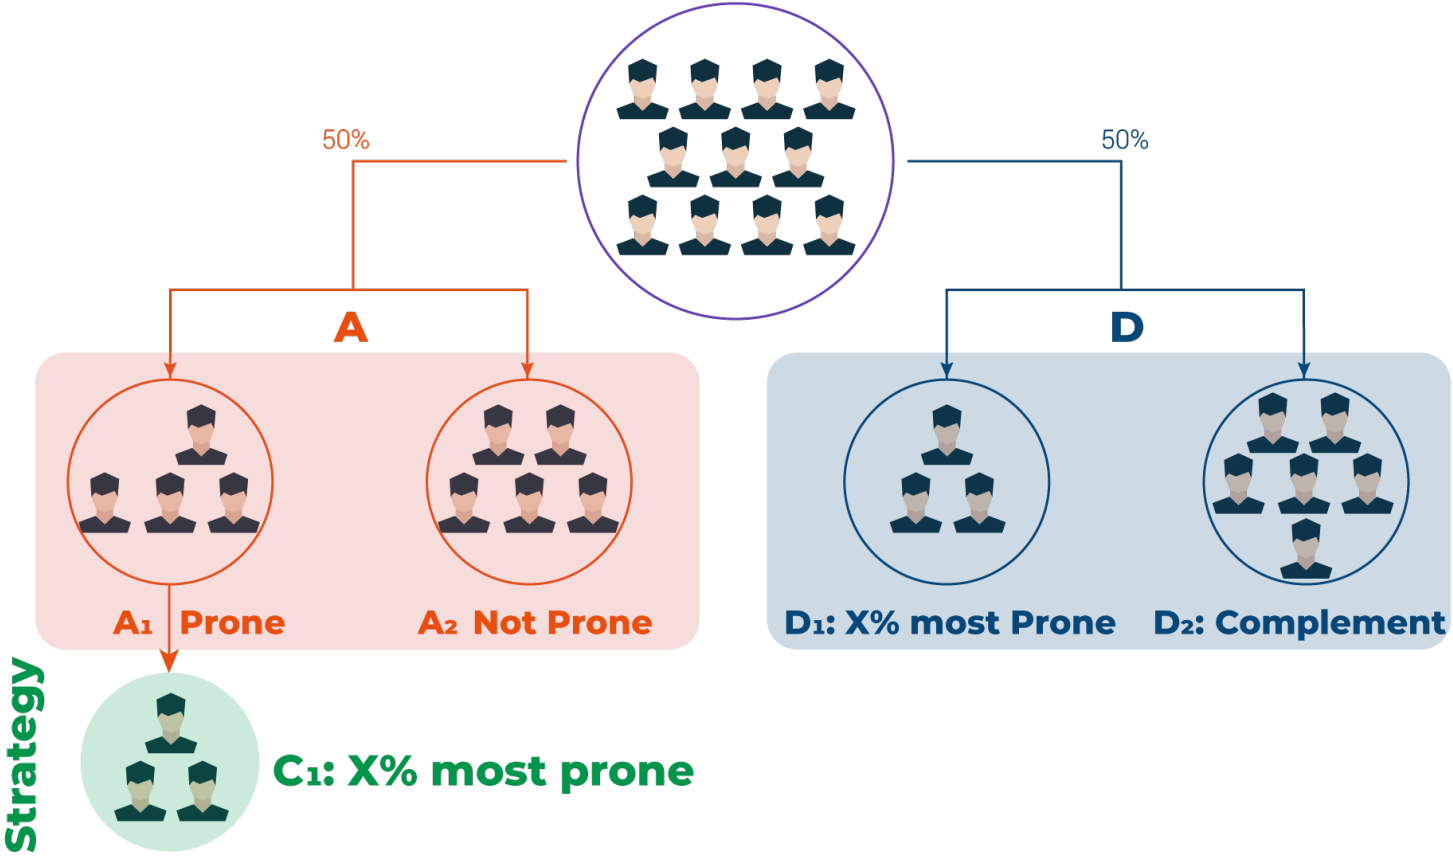 50%
50%
A
D
A₁ Prone
A₂ Not Prone
D₁: X% most Prone
D₂: Complement
Strategy
C₁: X% most prone